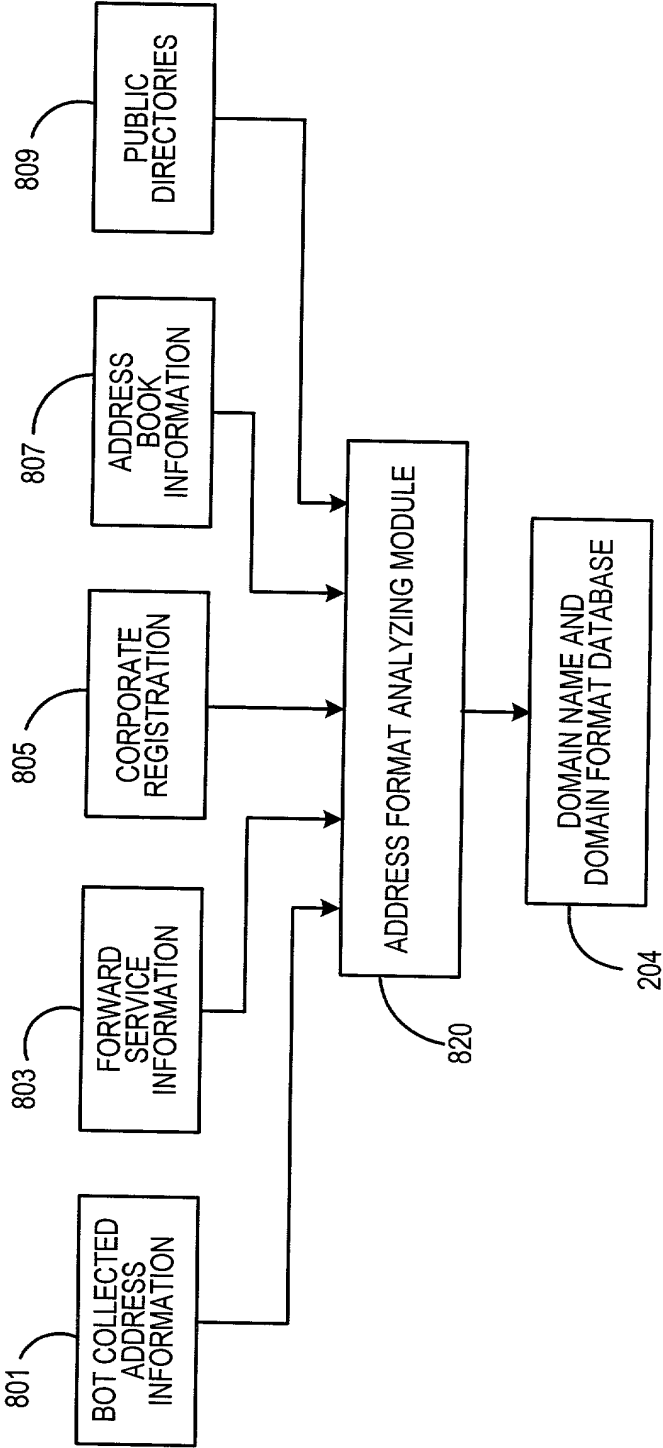 801
BOT COLLECTED
ADDRESS
INFORMATION
803
FORWARD
SERVICE
INFORMATION
805
CORPORATE
REGISTRATION
807
ADDRESS
BOOK
INFORMATION
809
PUBLIC
DIRECTORIES
ADDRESS FORMAT ANALYZING MODULE
820
DOMAIN NAME AND
DOMAIN FORMAT DATABASE
204